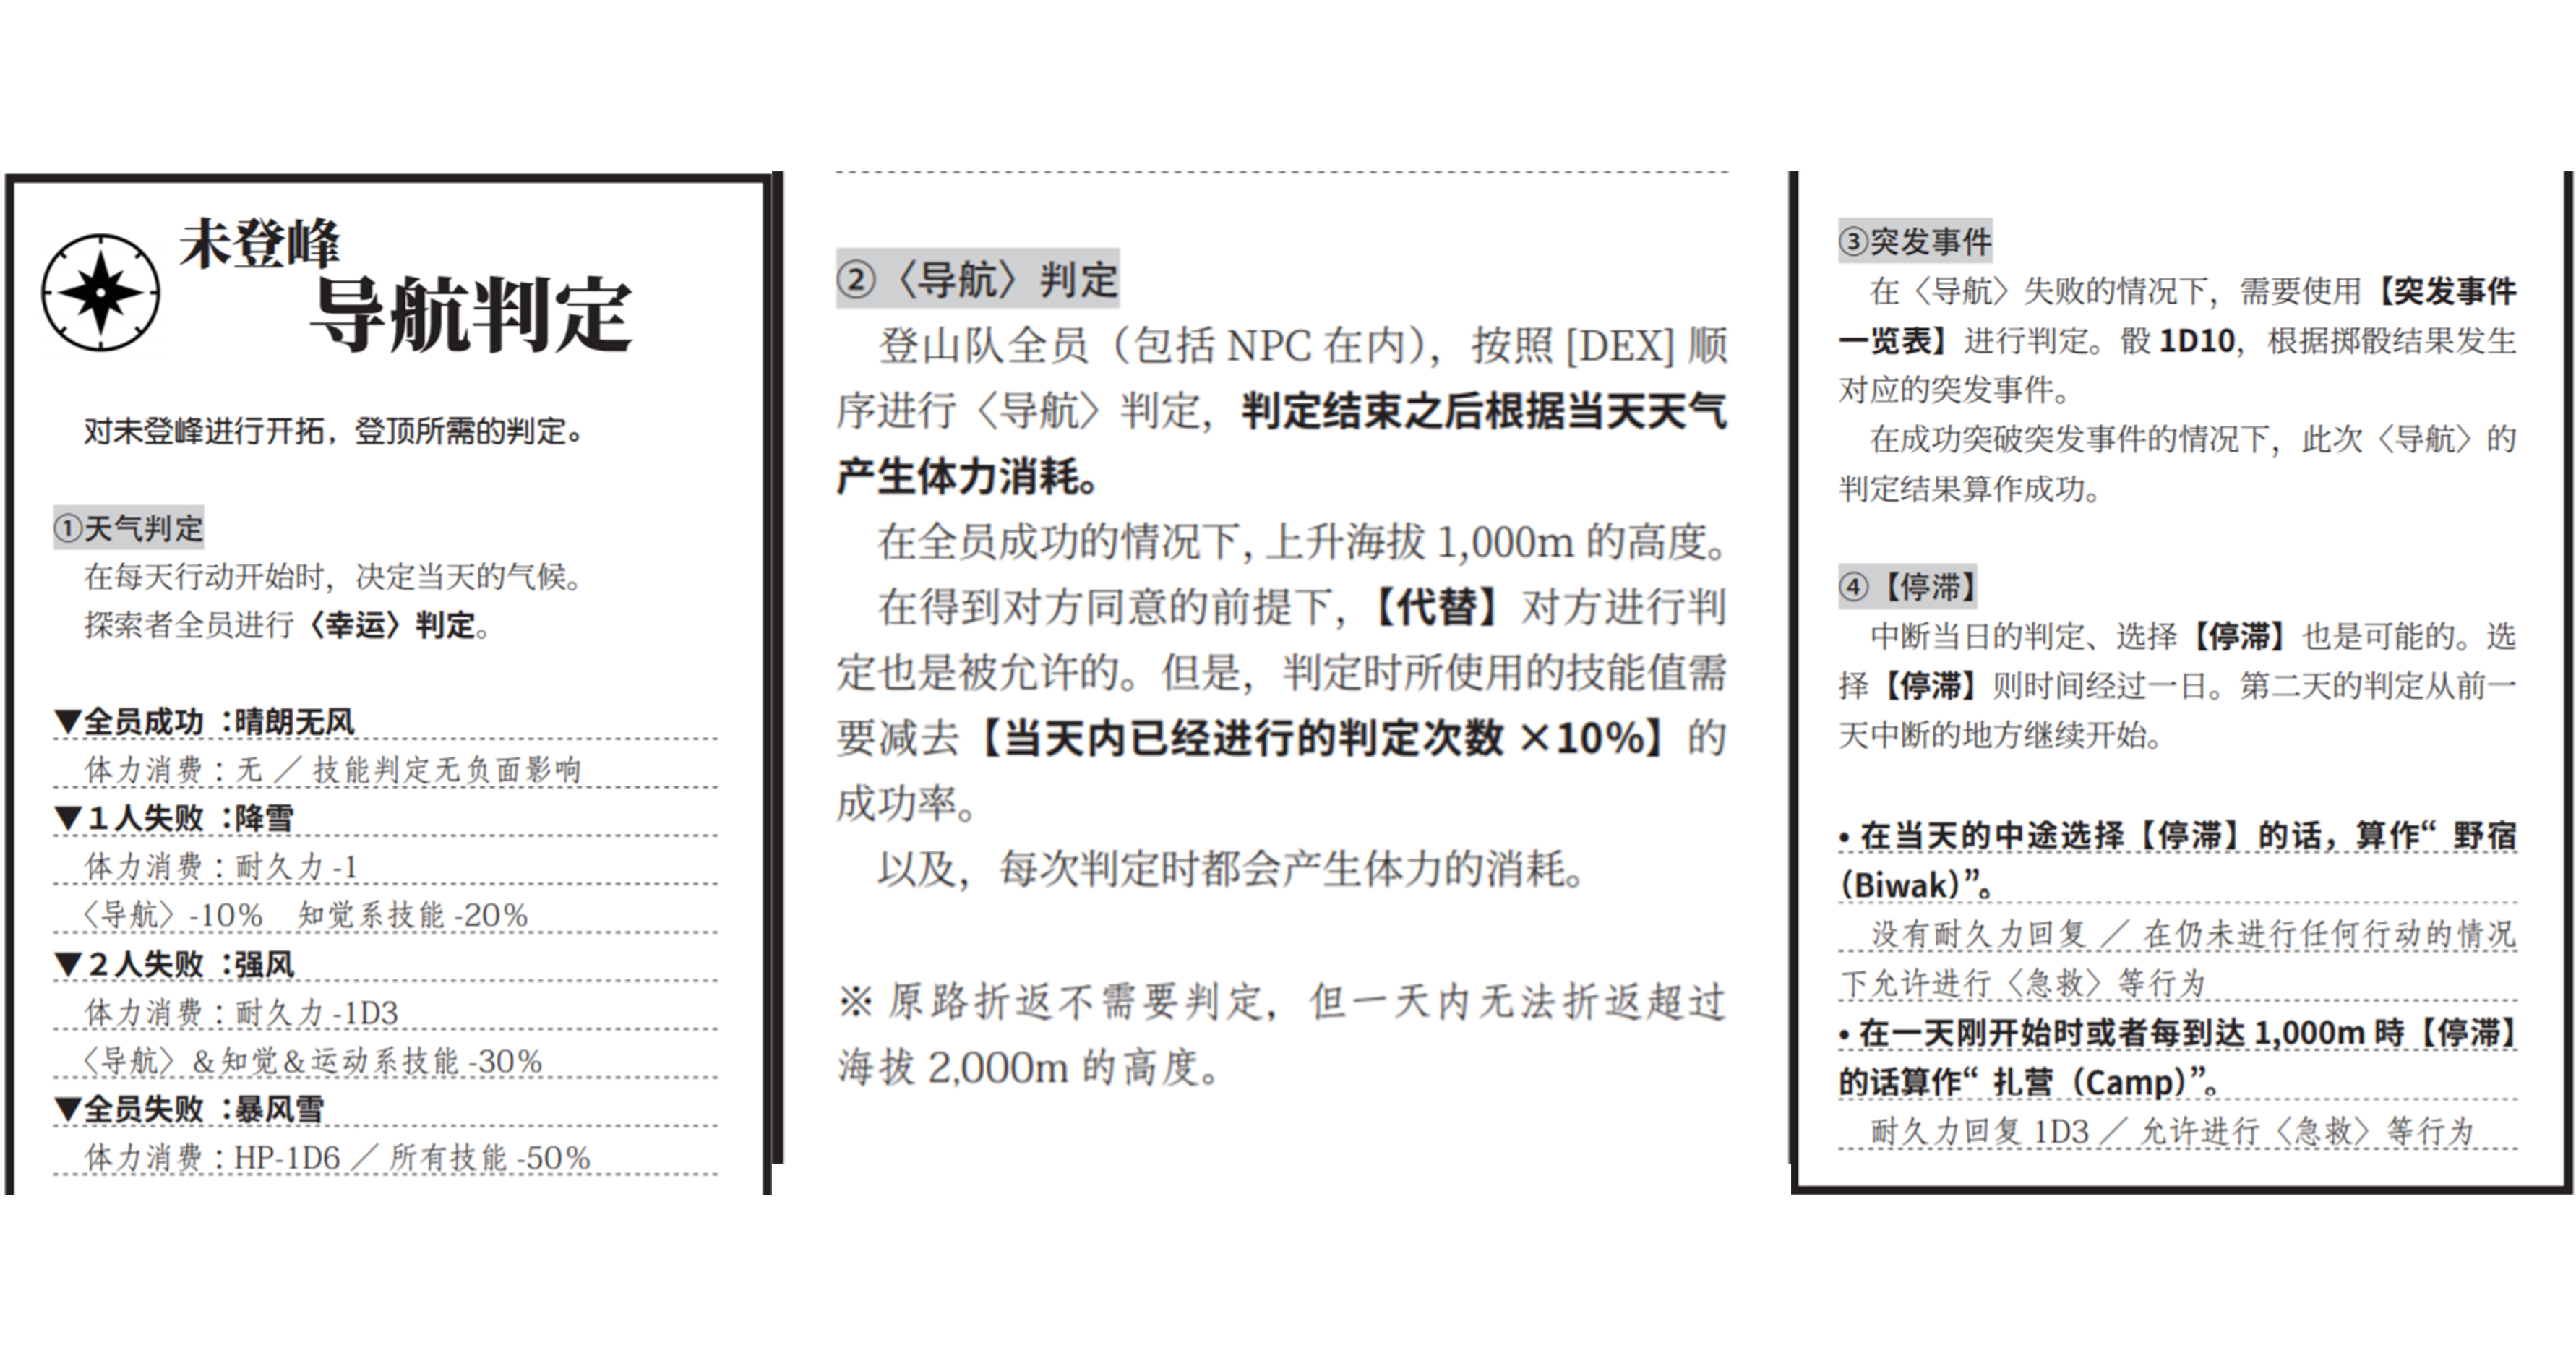 未登峰
导航判定
对未登峰进行开拓，登顶所需的判定。
①天气判定
在每天行动开始时，决定当天的气候。
探索者全员进行〈幸运〉判定。
▼全员成功 ：晴朗无风
体力消费：无 ／ 技能判定无负面影响
▼１人失败 ：降雪
体力消费：耐久力 -1
〈导航〉-10%　知觉系技能 -20%
▼２人失败 ：强风
体力消费：耐久力 -1D3
〈导航〉＆知觉＆运动系技能 -30%
▼全员失败 ：暴风雪
体力消费：HP-1D6 ／ 所有技能 -50%
②〈导航〉判定
登山队全员（包括 NPC 在内），按照 [DEX] 顺
序进行〈导航〉判定，判定结束之后根据当天天气
产生体力消耗。
在全员成功的情况下，上升海拔 1,000m 的高度。
在得到对方同意的前提下，【代替】对方进行判
定也是被允许的。但是，判定时所使用的技能值需
要减去【当天内已经进行的判定次数 ×10%】的
成功率。
以及，每次判定时都会产生体力的消耗。
※ 原路折返不需要判定，但一天内无法折返超过
海拔 2,000m 的高度。
③突发事件
在〈导航〉失败的情况下，需要使用【突发事件
一览表】进行判定。骰 1D10，根据掷骰结果发生
对应的突发事件。
在成功突破突发事件的情况下，此次〈导航〉的
判定结果算作成功。
④【停滞】
中断当日的判定、选择【停滞】也是可能的。选
择【停滞】则时间经过一日。第二天的判定从前一
天中断的地方继续开始。
• 在当天的中途选择【停滞】的话，算作“ 野宿
（Biwak）”。
没有耐久力回复 ／ 在仍未进行任何行动的情况
下允许进行〈急救〉等行为
• 在一天刚开始时或者每到达 1,000m 時【停滞】
的话算作“ 扎营（Camp）”。
耐久力回复 1D3 ／ 允许进行〈急救〉等行为